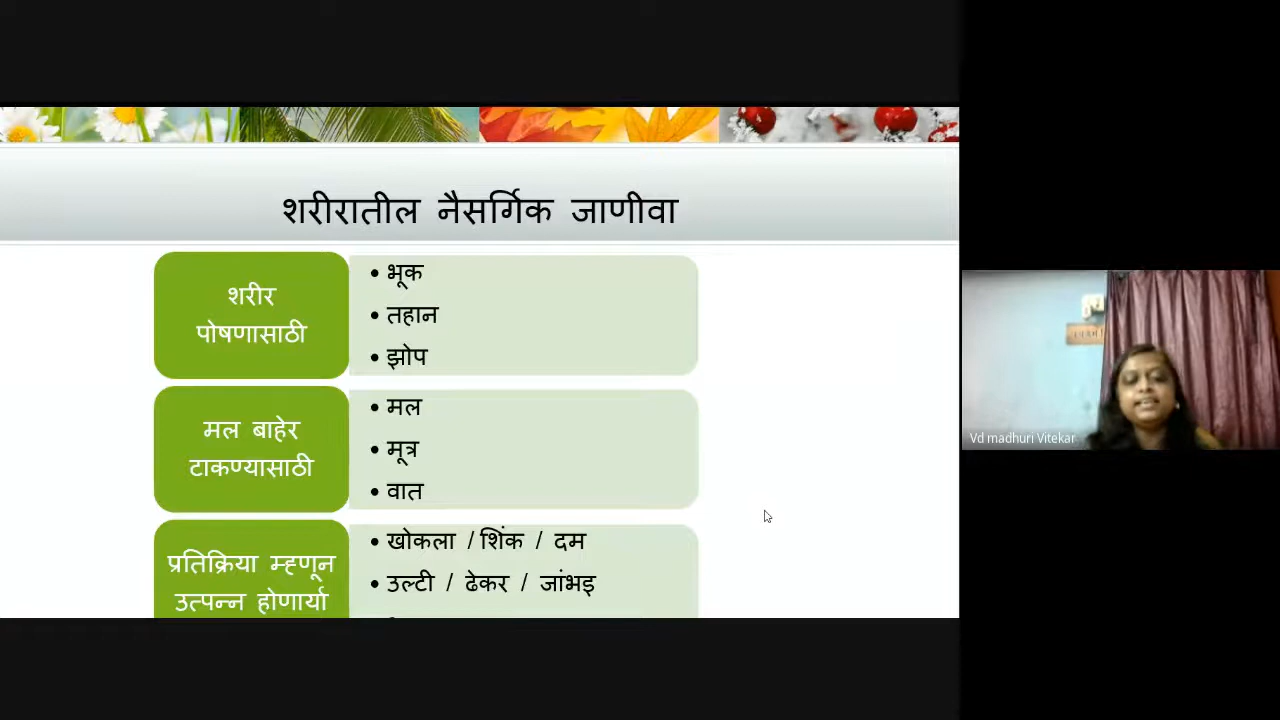 शरीरातील नैसर्गिक जाणीवा
शरीर
पोषणासाठी
• भूक
• तहान
• झोप
मल बाहेर
टाकण्यासाठी
• मल
• मूत्र
• वात
प्रतिक्रिया म्हणून
उत्पन्न होणार्या
• खोकला / शिंक / दम
• उल्टी / ढेकर / जांभइ
Vd madhuri Vitekar